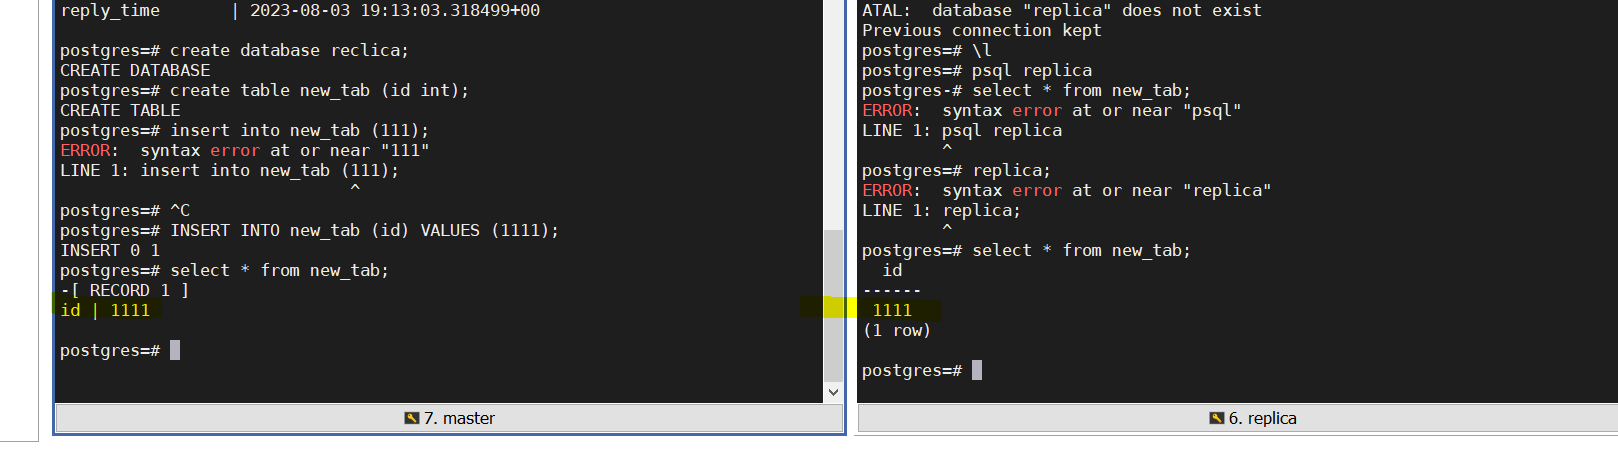 reply_time       | 2023-08-03 19:13:03.318499+00
postgres=# create database reclica;
CREATE DATABASE
postgres=# create table new_tab (id int);
CREATE TABLE
postgres=# insert into new_tab (111);
ERROR:  syntax error at or near "111"
LINE 1: insert into new_tab (111);
^
postgres=# ^C
postgres=# INSERT INTO new_tab (id) VALUES (1111);
INSERT 0 1
postgres=# select * from new_tab;
-[ RECORD 1 ]
id | 1111
postgres=#
7. master
ATAL:  database "replica" does not exist
Previous connection kept
postgres=# \l
postgres=# psql replica
postgres-# select * from new_tab;
ERROR:  syntax error at or near "psql"
LINE 1: psql replica
^
postgres=# replica;
ERROR:  syntax error at or near "replica"
LINE 1: replica;
^
postgres=# select * from new_tab;
id
------
1111
(1 row)
postgres=#
6. replica